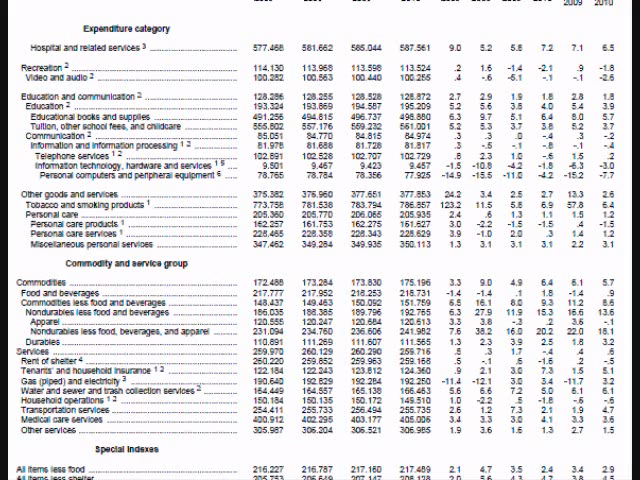 2009 2010
Expenditure category
Hospital and related services 3 577.468 581.662 585.044 587.561 9.0 5.2 5.8 7.2 7.1 6.5
Recreation 2 114.130 113.968 113.598 113.524 .2 1.6 -1.4 -2.1 .9 -1.8
Video and audio 2 100.282 100.563 100.440 100.255 .4 -.6 -5.1 -.1 -.1 -2.6
Education and communication 2 128.286 128.255 128.528 128.872 2.7 2.9 1.9 1.8 2.8 1.8
Education 2 193.324 193.869 194.587 195.209 5.2 5.6 3.8 4.0 5.4 3.9
Educational books and supplies 491.256 494.815 496.737 498.880 6.3 9.7 5.1 6.4 8.0 5.7
Tuition, other school fees, and childcare 555.802 557.176 559.232 561.001 5.2 5.3 3.7 3.8 5.2 3.7
Communication 2 85.051 84.770 84.815 84.974 .3 .3 .0 -.4 .3 -.2
Information and information processing 1 2 81.978 81.688 81.728 81.817 .3 -.5 -.1 -.8 -.1 -.4
Telephone services 1 2 102.891 102.528 102.707 102.729 .8 2.3 1.0 -.6 1.5 .2
Information technology, hardware and services 1 5 9.501 9.467 9.423 9.457 -1.5 -10.8 -4.2 -1.8 -6.3 -3.0
Personal computers and peripheral equipment 6 78.765 78.784 78.356 77.925 -14.9 -15.5 -11.0 -4.2 -15.2 -7.7
Other goods and services 375.382 376.960 377.651 377.853 24.2 3.4 2.5 2.7 13.3 2.6
Tobacco and smoking products 1 773.758 781.538 783.794 786.857 123.2 11.5 5.8 6.9 57.8 6.4
Personal care 205.360 205.770 206.065 205.935 2.4 .6 1.3 1.1 1.5 1.2
Personal care products 1 162.257 161.753 162.275 161.627 3.0 -2.2 -1.5 -1.5 .4 -1.5
Personal care services 1 228.465 228.358 228.343 228.629 3.9 -1.0 2.0 .3 1.4 1.2
Miscellaneous personal services 347.462 349.284 349.935 350.113 1.3 3.1 3.1 3.1 2.2 3.1
Commodity and service group
Commodities 172.488 173.284 173.830 175.196 3.3 9.0 4.9 6.4 6.1 5.7
Food and beverages 217.777 217.952 218.253 218.731 -1.4 -1.4 .1 1.8 -1.4 .9
Commodities less food and beverages 148.437 149.463 150.092 151.759 6.5 16.1 8.0 9.3 11.2 8.6
Nondurables less food and beverages 186.035 188.385 189.796 192.765 6.3 27.9 11.9 15.3 16.6 13.6
Apparel 120.555 120.247 120.684 120.613 3.3 3.8 -.3 .2 3.6 -.1
Nondurables less food, beverages, and apparel 231.094 234.760 236.606 241.982 7.6 38.2 16.0 20.2 22.0 18.1
Durables 110.891 111.269 111.607 111.565 1.3 2.3 3.9 2.5 1.8 3.2
Services 259.970 260.129 260.290 259.716 .5 .3 1.7 -.4 .4 .6
Rent of shelter 4 260.220 259.852 259.963 259.168 .5 -.1 .5 -1.6 .2 -.5
Tenants' and household insurance 1 2 122.184 122.243 123.812 124.360 .9 2.1 3.0 7.3 1.5 5.1
Gas (piped) and electricity 3 190.640 192.829 192.284 192.250 -11.4 -12.1 3.0 3.4 -11.7 3.2
Water and sewer and trash collection services 2 164.449 164.557 165.138 166.463 5.6 6.6 7.2 5.0 6.1 6.1
Household operations 1 2 150.184 150.135 150.172 149.510 1.0 -2.2 .5 -1.8 -.6 -.6
Transportation services 254.411 255.733 256.494 255.735 2.6 1.2 7.3 2.1 1.9 4.7
Medical care services 400.912 402.295 403.177 405.006 3.4 3.3 3.0 4.1 3.3 3.6
Other services 305.987 306.204 306.521 306.985 1.9 3.6 1.6 1.3 2.7 1.5
Special indexes
All items less food 216.227 216.787 217.160 217.489 2.1 4.7 3.5 2.4 3.4 2.9
All items less shelter